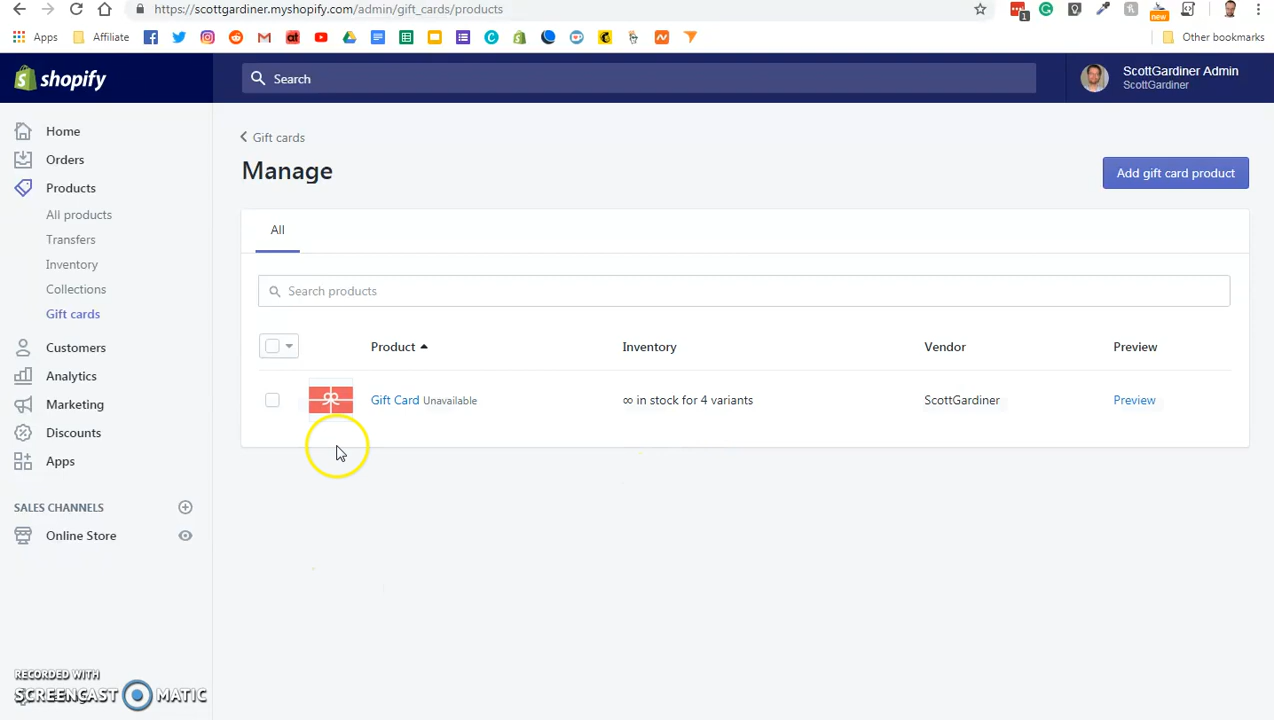 https://scottgardiner.myshopify.com/admin/gift_cards/products
1
new
Apps
Affiliate
Other bookmarks
shopify
Search
ScottGardiner Admin
ScottGardiner
Home
Orders
Products
All products
Transfers
Inventory
Collections
Gift cards
Customers
Analytics
Marketing
Discounts
Apps
SALES CHANNELS
Online Store
Gift cards
Manage
Add gift card product
All
Search products
Product
Inventory
Vendor
Preview
Gift Card Unavailable
∞ in stock for 4 variants
ScottGardiner
Preview
RECORDED WITH
SCREENCAST MATIC